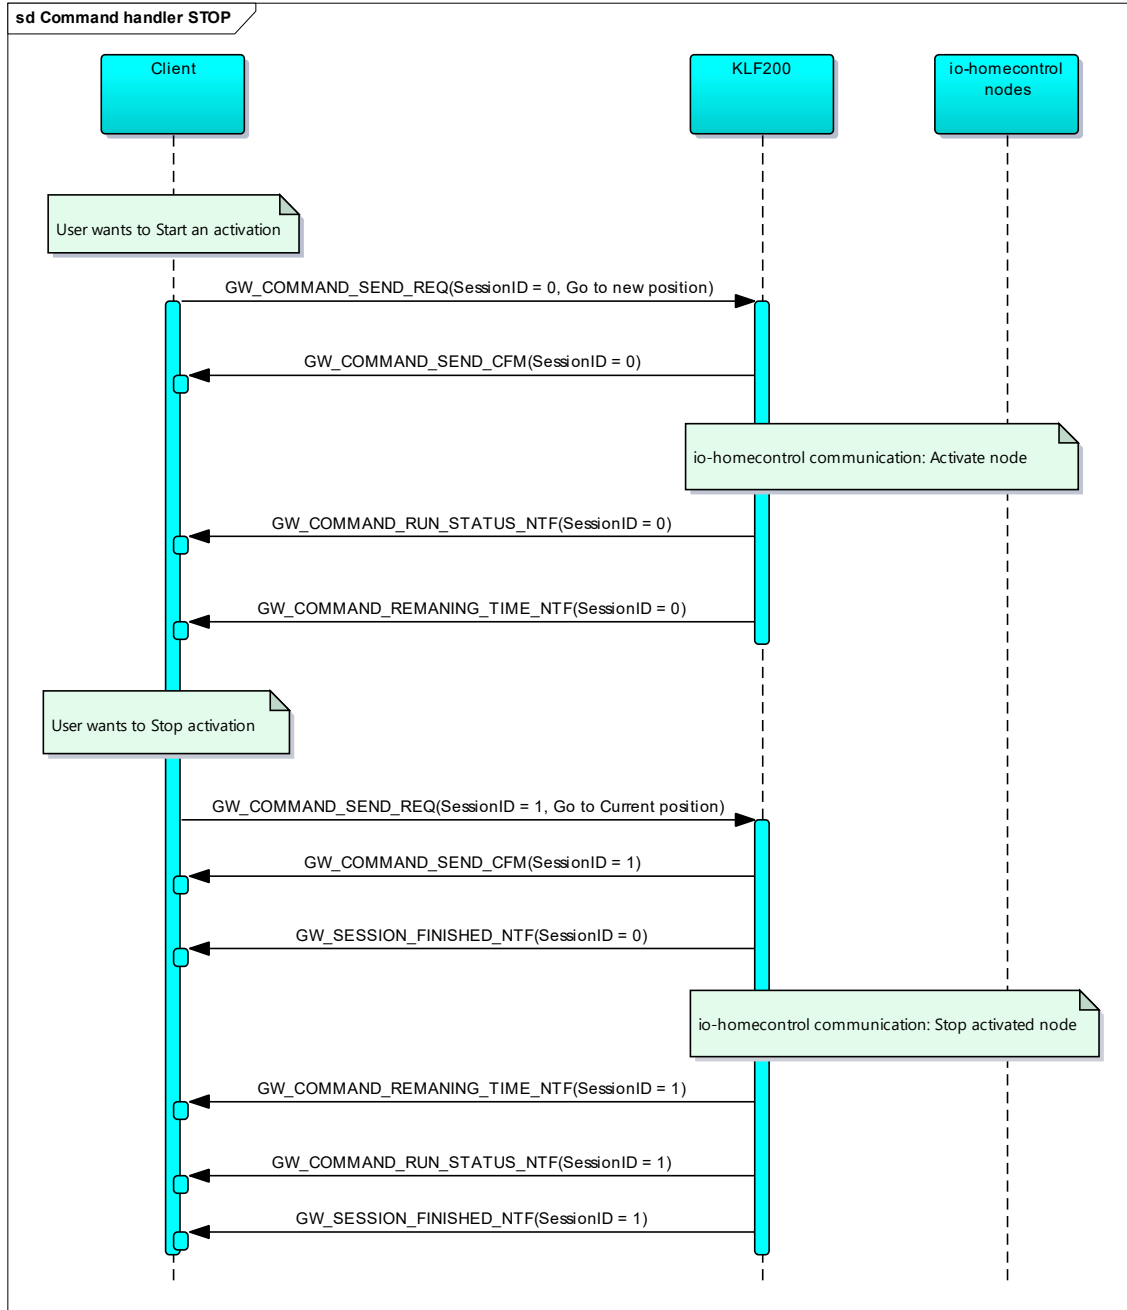 sd Command handler STOP
Client
KLF200
io-homecontrol
nodes
User wants to Start an activation
GW_COMMAND_SEND_REQ(SessionID = 0, Go to new position)
GW_COMMAND_SEND_CFM(SessionID = 0)
io-homecontrol communication: Activate node
GW_COMMAND_RUN_STATUS_NTF(SessionID = 0)
GW_COMMAND_REMANING_TIME_NTF(SessionID = 0)
User wants to Stop activation
GW_COMMAND_SEND_REQ(SessionID = 1, Go to Current position)
GW_COMMAND_SEND_CFM(SessionID = 1)
GW_SESSION_FINISHED_NTF(SessionID = 0)
io-homecontrol communication: Stop activated node
GW_COMMAND_REMANING_TIME_NTF(SessionID = 1)
GW_COMMAND_RUN_STATUS_NTF(SessionID = 1)
GW_SESSION_FINISHED_NTF(SessionID = 1)